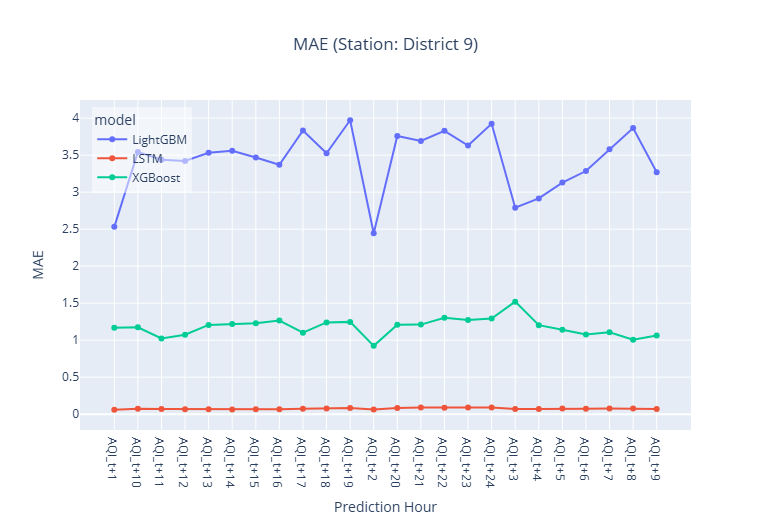 MAE (Station: District 9)
model
LightGBM
LSTM
XGBoost
MAE
4
3.5
3
2.5
2
1.5
1
0.5
0
AQI_t+1
AQI_t+10
AQI_t+11
AQI_t+12
AQI_t+13
AQI_t+14
AQI_t+15
AQI_t+16
AQI_t+17
AQI_t+18
AQI_t+19
AQI_t+2
AQI_t+20
AQI_t+21
AQI_t+22
AQI_t+23
AQI_t+24
AQI_t+3
AQI_t+4
AQI_t+5
AQI_t+6
AQI_t+7
AQI_t+8
AQI_t+9
Prediction Hour